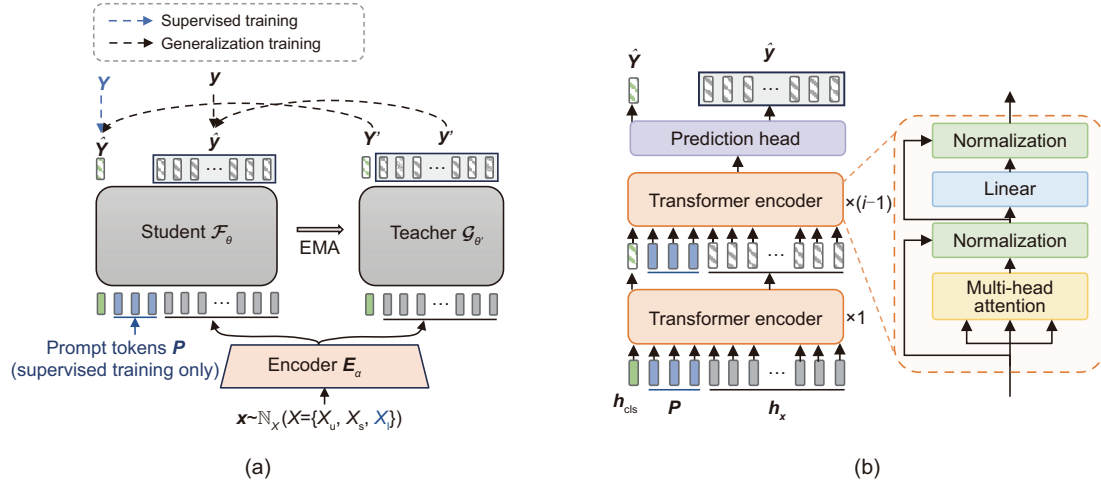 Supervised training
Generalization training
Y
y
Ŷ
ŷ
Y'
y'
...
...
Student 𝓕θ
EMA
Teacher 𝓖θ'
...
...
Prompt tokens P
(supervised training only)
Encoder Eα
x~ℕX(X={Xu, Xs, Xl})
(a)
Ŷ
ŷ
...
Prediction head
Transformer encoder
×(i−1)
...
Transformer encoder
×1
...
hcls
P
hx
Normalization
Linear
Normalization
Multi-head
attention
(b)